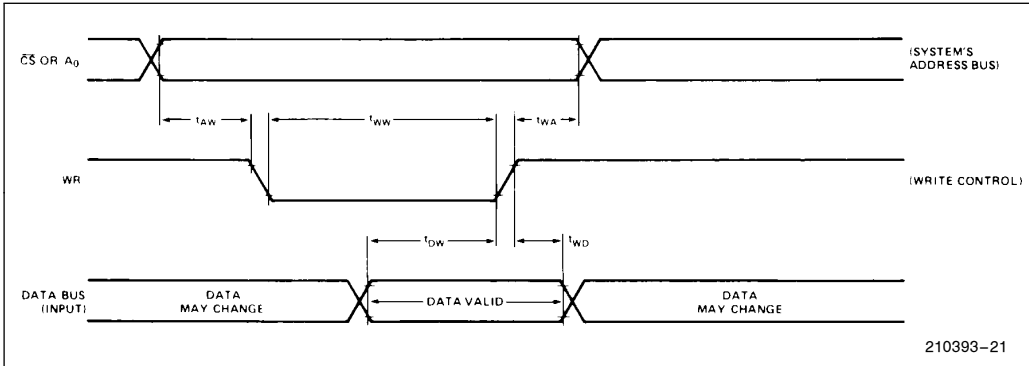 C̅S̅ OR A₀
(SYSTEM'S
ADDRESS BUS)
tAW
tWW
tWA
WR
(WRITE CONTROL)
tDW
tWD
DATA BUS
(INPUT)
DATA
MAY CHANGE
DATA VALID
DATA
MAY CHANGE
210393–21